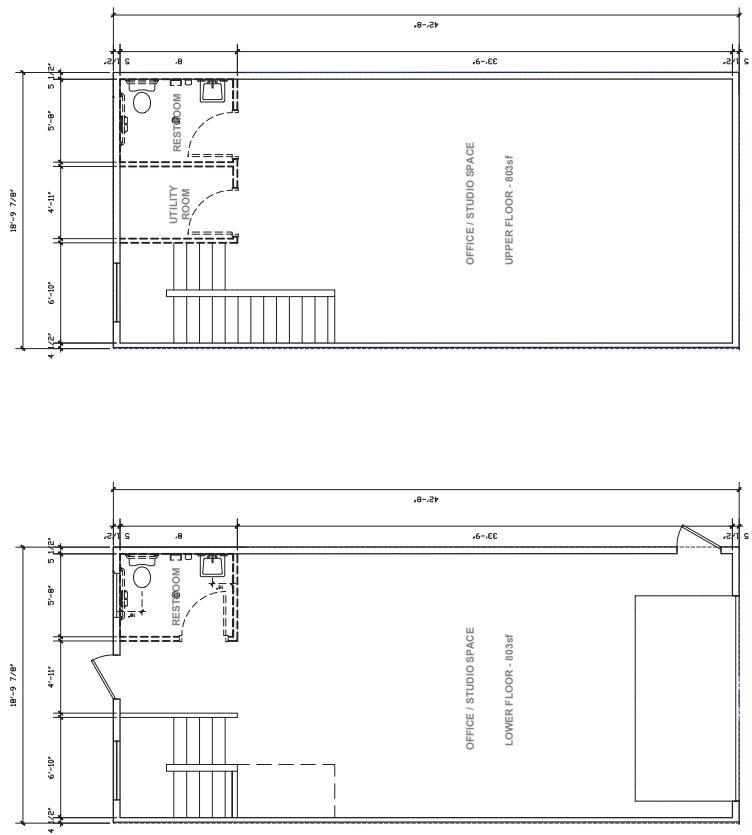 42'-8"
5 1/2"
8'
33'-9"
5 1/2"
5 1/2"
5'-8"
4'-11"
6'-10"
4 1/2"
18'-9 7/8"
RESTROOM
UTILITY
ROOM
OFFICE / STUDIO SPACE
UPPER FLOOR - 803sf
42'-8"
5 1/2"
8'
33'-9"
5 1/2"
5 1/2"
5'-8"
4'-11"
6'-10"
4 1/2"
18'-9 7/8"
RESTROOM
OFFICE / STUDIO SPACE
LOWER FLOOR - 803sf